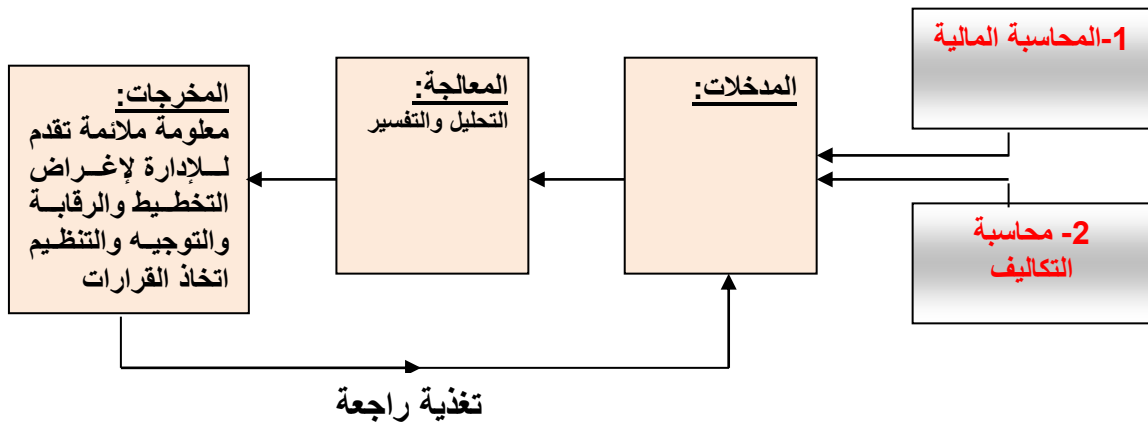 1-المحاسبة المالية
2- محاسبة
التكاليف
المدخلات:
المعالجة:
التحليل والتفسير
المخرجات:
معلومة ملائمة تقدم
للإدارة لإغراض
التخطيط والرقابة
والتوجيه والتنظيم
اتخاذ القرارات
تغذية راجعة